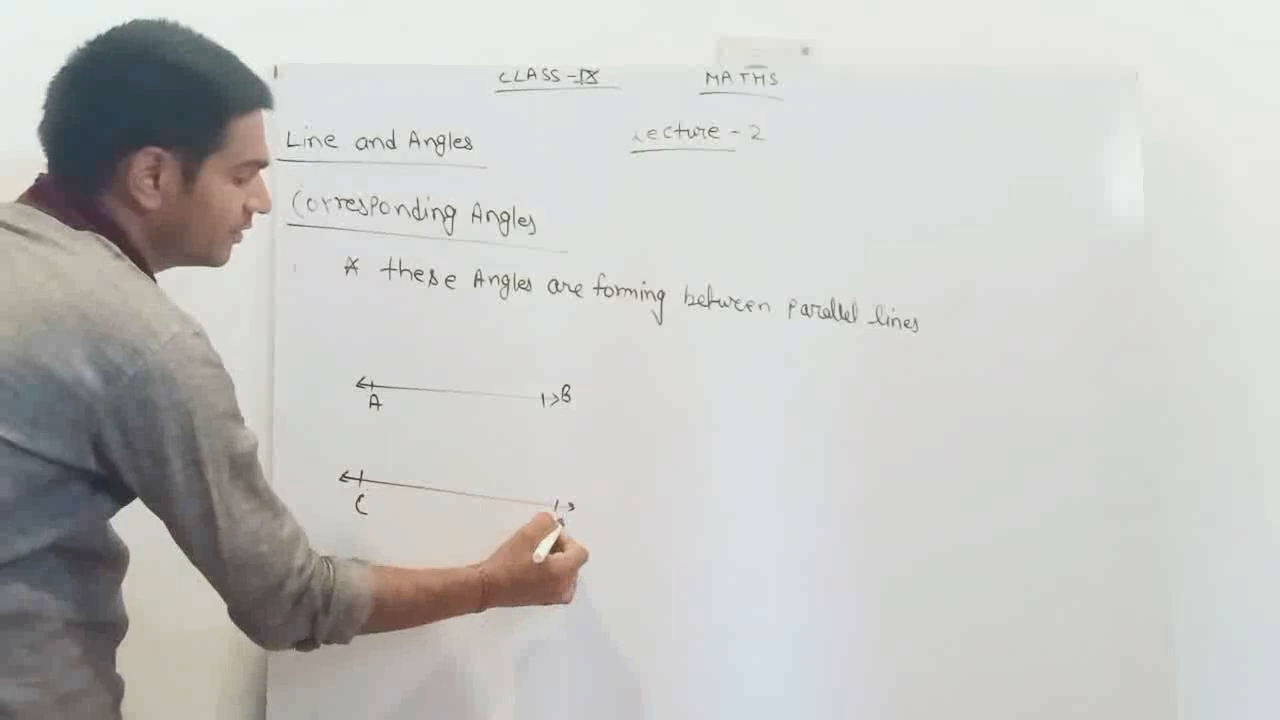 CLASS-IX MATHS
Line and Angles Lecture - 2
Corresponding Angles
* these Angles are forming between parallel lines
A B
C